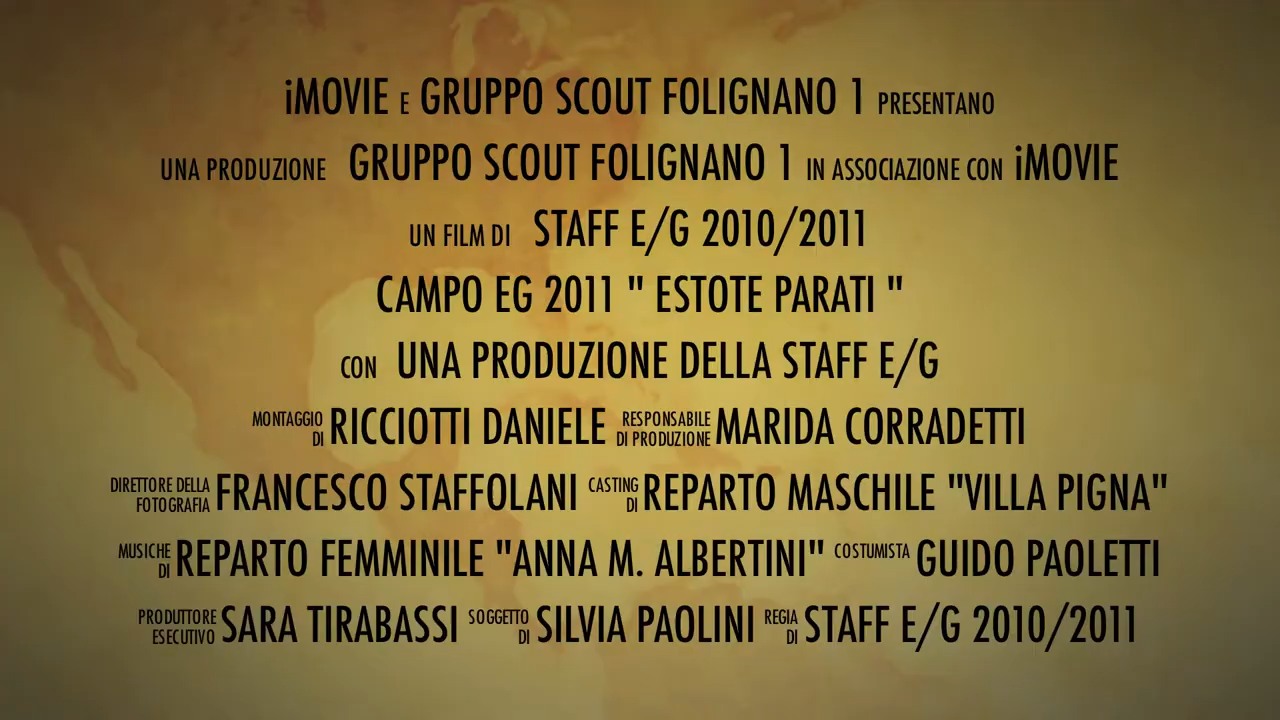 iMOVIE E GRUPPO SCOUT FOLIGNANO 1 PRESENTANO
UNA PRODUZIONE GRUPPO SCOUT FOLIGNANO 1 IN ASSOCIAZIONE CON iMOVIE
UN FILM DI STAFF E/G 2010/2011
CAMPO EG 2011 " ESTOTE PARATI "
CON UNA PRODUZIONE DELLA STAFF E/G
MONTAGGIO DI RICCIOTTI DANIELE RESPONSABILE DI PRODUZIONE MARIDA CORRADETTI
DIRETTORE DELLA FOTOGRAFIA FRANCESCO STAFFOLANI CASTING DI REPARTO MASCHILE "VILLA PIGNA"
MUSICHE DI REPARTO FEMMINILE "ANNA M. ALBERTINI" COSTUMISTA GUIDO PAOLETTI
PRODUTTORE ESECUTIVO SARA TIRABASSI SOGGETTO DI SILVIA PAOLINI REGIA DI STAFF E/G 2010/2011